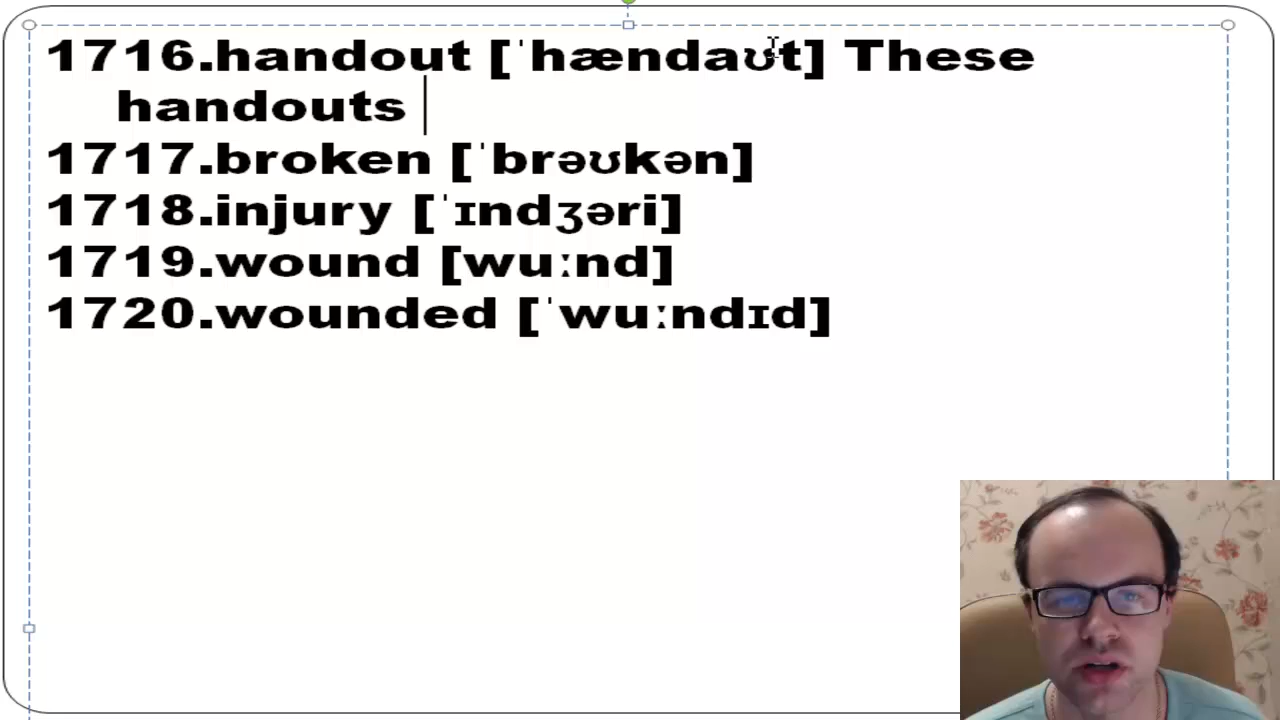 1716.handout [ˈhændaʊt] These
handouts
1717.broken [ˈbrəʊkən]
1718.injury [ˈɪndʒəri]
1719.wound [wuːnd]
1720.wounded [ˈwuːndɪd]